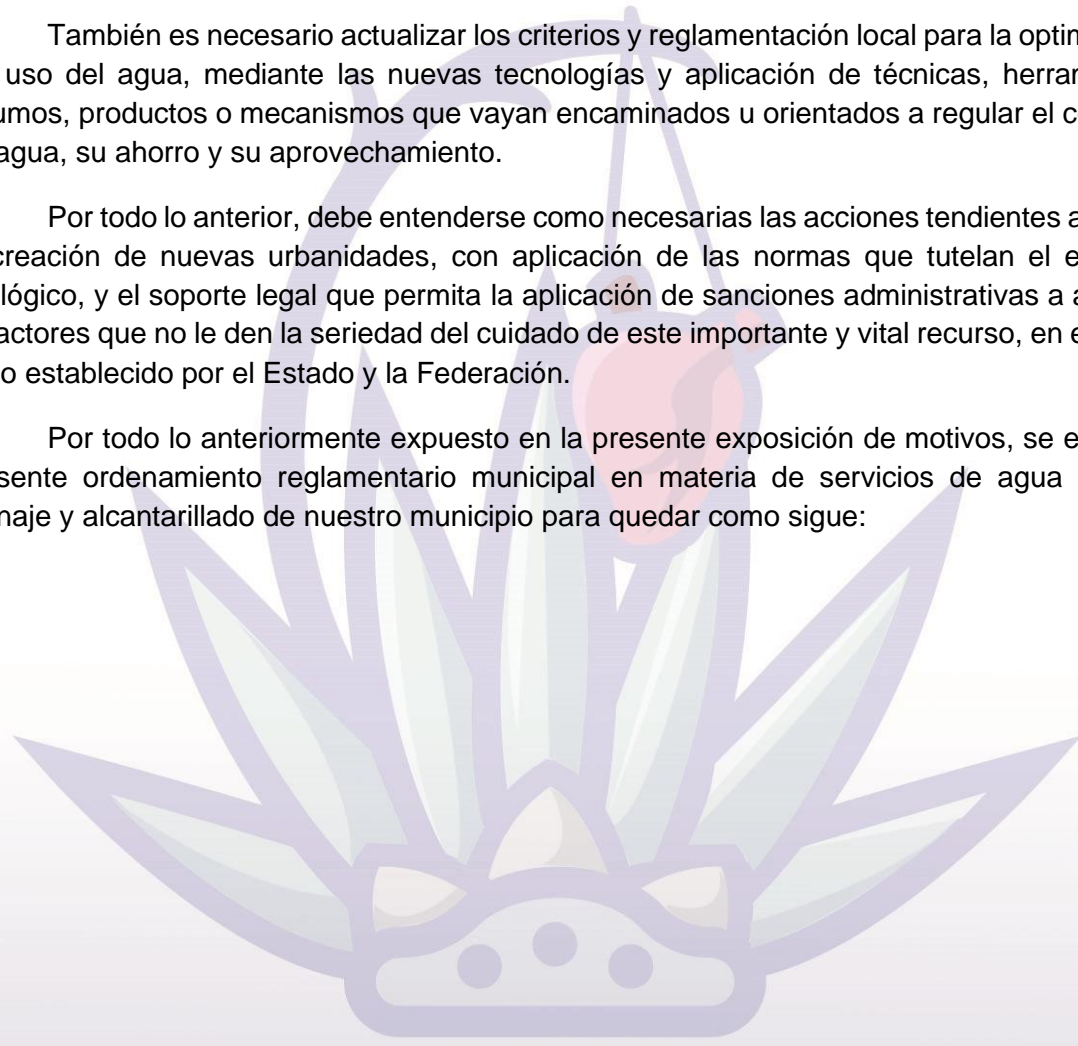 También es necesario actualizar los criterios y reglamentación local para la optim
uso del agua, mediante las nuevas tecnologías y aplicación de técnicas, herrar
umos, productos o mecanismos que vayan encaminados u orientados a regular el c
agua, su ahorro y su aprovechamiento.
Por todo lo anterior, debe entenderse como necesarias las acciones tendientes a
creación de nuevas urbanidades, con aplicación de las normas que tutelan el e
lógico, y el soporte legal que permita la aplicación de sanciones administrativas a a
actores que no le den la seriedad del cuidado de este importante y vital recurso, en e
o establecido por el Estado y la Federación.
Por todo lo anteriormente expuesto en la presente exposición de motivos, se e
sente ordenamiento reglamentario municipal en materia de servicios de agua
naje y alcantarillado de nuestro municipio para quedar como sigue: